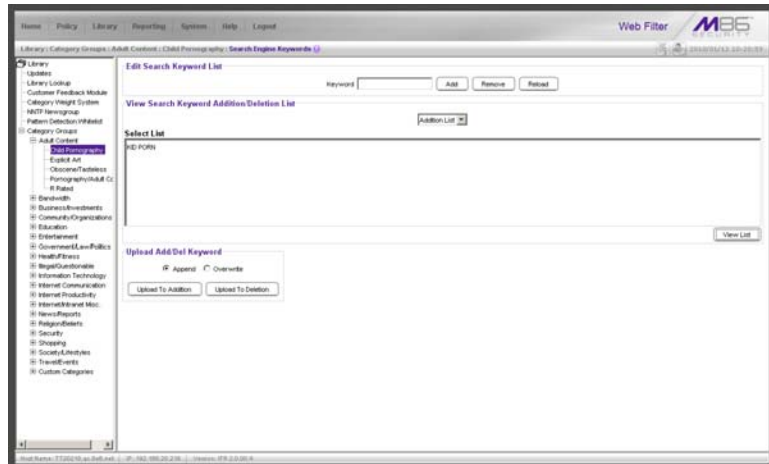 Home Policy Library Reporting System Help Logout
Web Filter
M86
SECURITY
Library : Category Groups : Adult Content : Child Pornography : Search Engine Keywords
Library
Updates
Library Lookup
Customer Feedback Module
Category Weight System
NNTP Newsgroup
Pattern Detection Whitelist
Category Groups
Adult Content
Child Pornography
Explicit Art
Obscene/Tasteless
Pornography/Adult Co
R Rated
Bandwidth
Business/Investments
Community/Organizations
Education
Entertainment
Government/Law/Politics
Health/Fitness
Illegal/Questionable
Information Technology
Internet Communication
Internet Productivity
Internet/Intranet Misc.
News/Reports
Religion/Beliefs
Security
Shopping
Society/Lifestyles
Travel/Events
Custom Categories
Edit Search Keyword List
Keyword Add Remove Reload
View Search Keyword Addition/Deletion List
Addition List
Select List
KID PORN
View List
Upload Add/Del Keyword
Append Overwrite
Upload To Addition Upload To Deletion